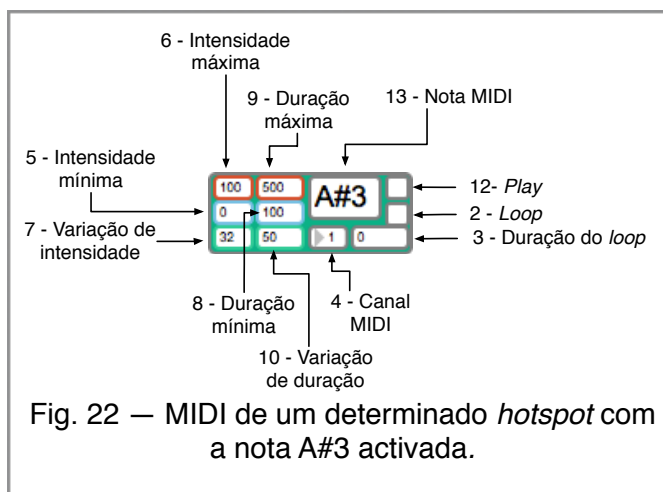 6 - Intensidade
máxima
9 - Duração
máxima
13 - Nota MIDI
5 - Intensidade
mínima
7 - Variação de
intensidade
100 500
A#3
0 100
32 50
1 0
12- Play
2 - Loop
3 - Duração do loop
8 - Duração
mínima
4 - Canal
MIDI
10 - Variação
de duração
Fig. 22 — MIDI de um determinado hotspot com
a nota A#3 activada.